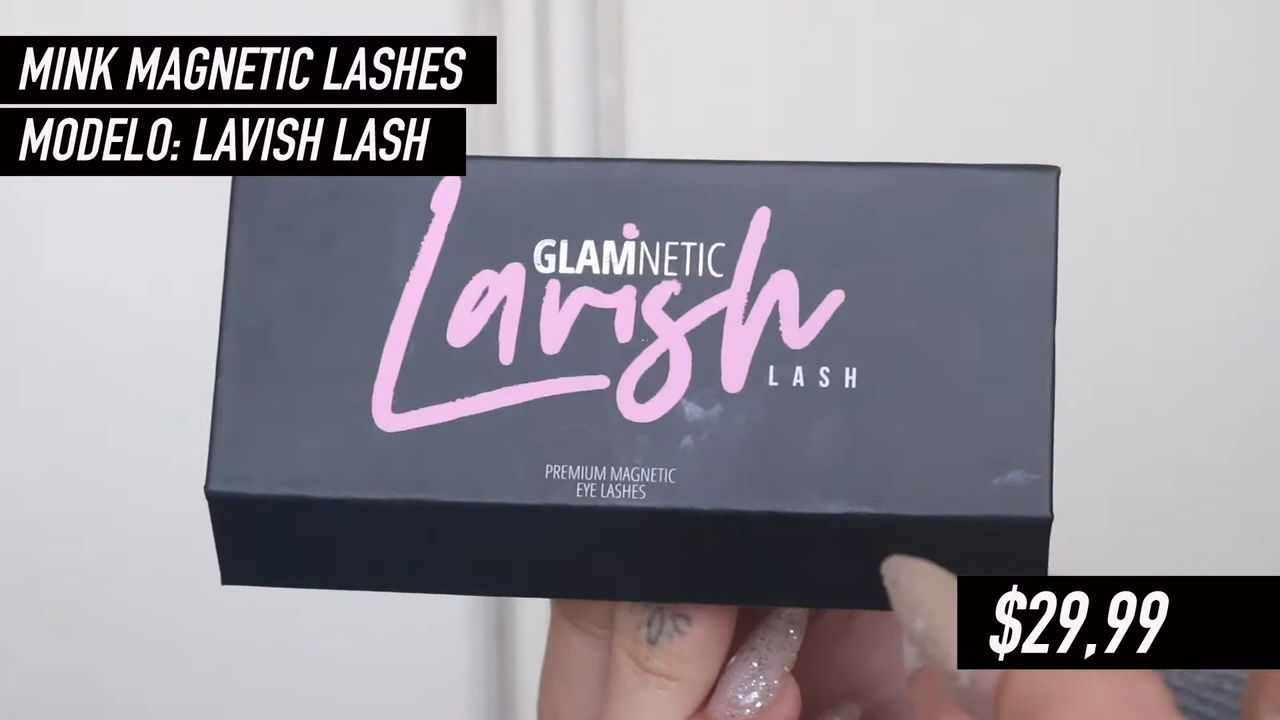 MINK MAGNETIC LASHES
MODELO: LAVISH LASH
GLAMNETIC
Lavish
LASH
PREMIUM MAGNETIC
EYE LASHES
$29,99